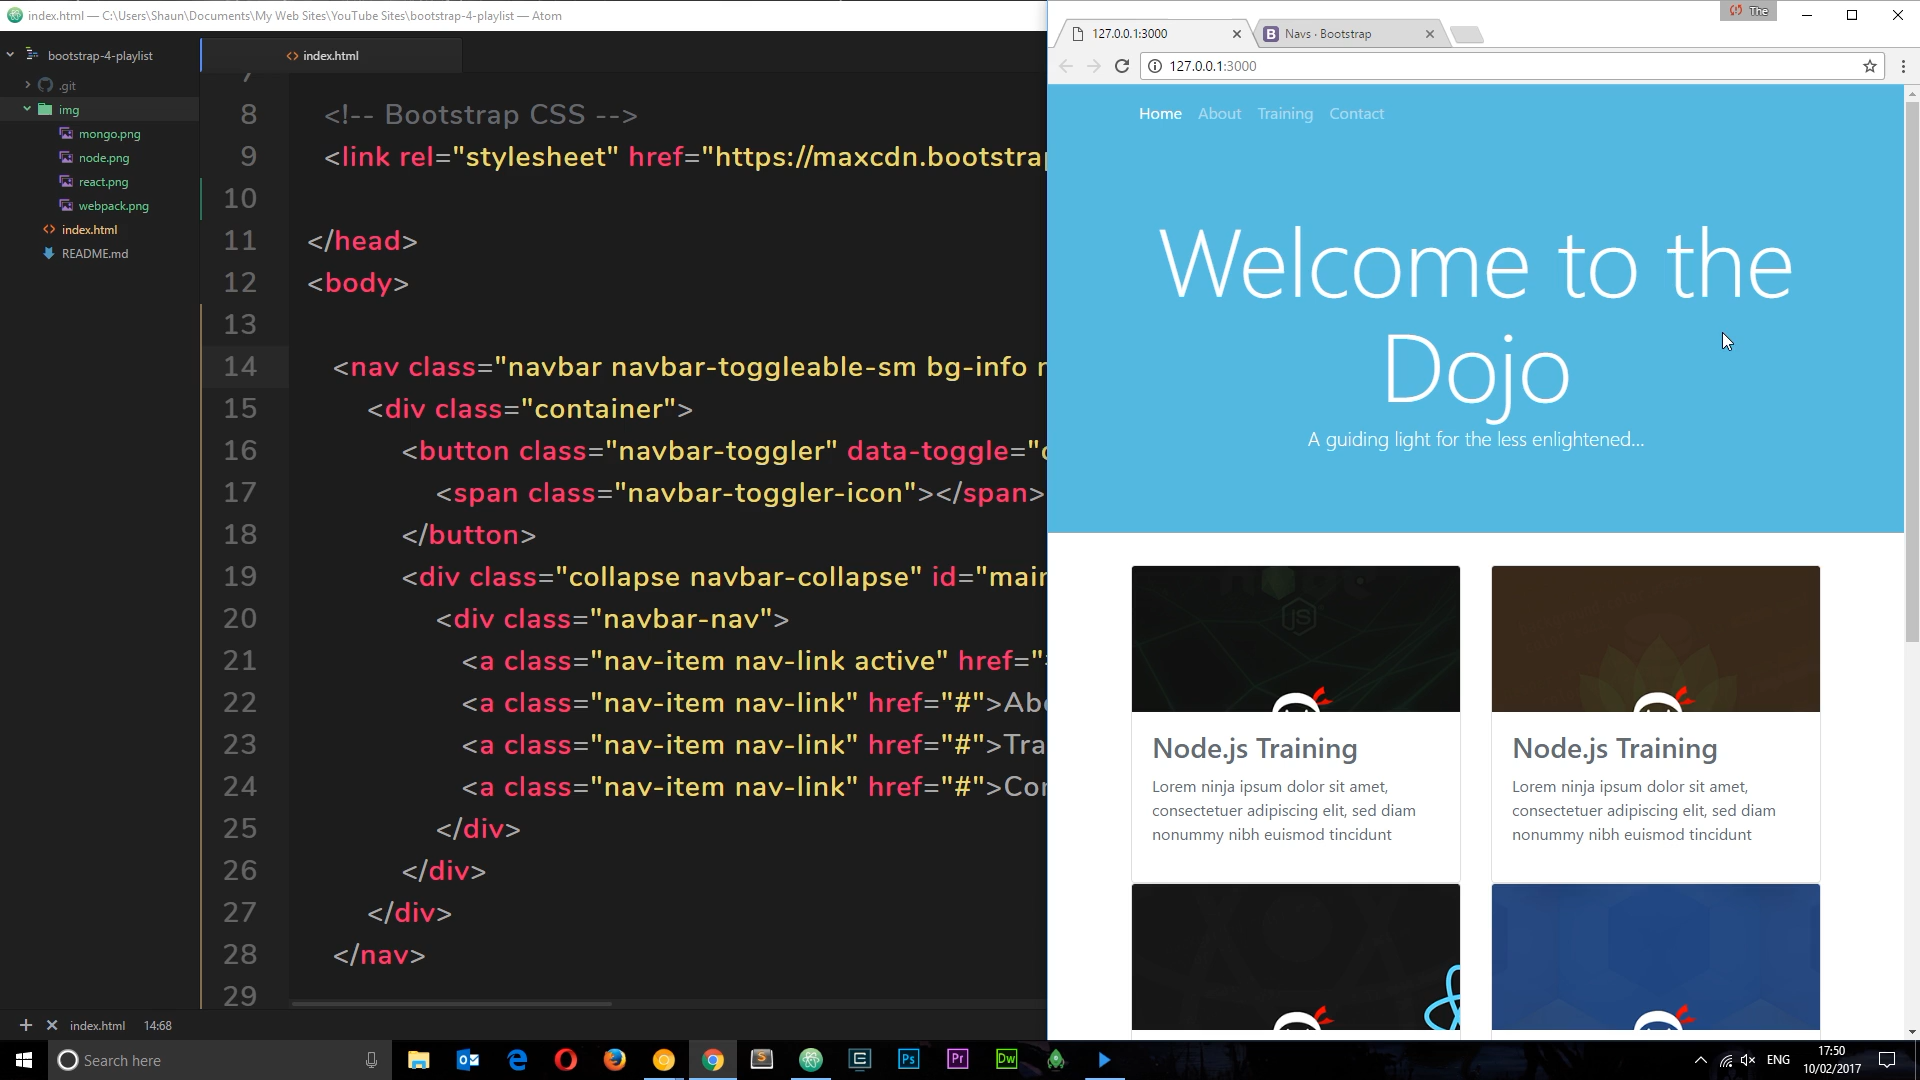 index.html — C:\Users\Shaun\Documents\My Web Sites\YouTube Sites\bootstrap-4-playlist — Atom
bootstrap-4-playlist
.git
img
mongo.png
node.png
react.png
webpack.png
index.html
README.md
index.html
7
8 <!-- Bootstrap CSS -->
9 <link rel="stylesheet" href="https://maxcdn.bootstra
10
11 </head>
12 <body>
13
14 <nav class="navbar navbar-toggleable-sm bg-info
15 <div class="container">
16 <button class="navbar-toggler" data-toggle="
17 <span class="navbar-toggler-icon"></span>
18 </button>
19 <div class="collapse navbar-collapse" id="mai
20 <div class="navbar-nav">
21 <a class="nav-item nav-link active" href="
22 <a class="nav-item nav-link" href="#">Ab
23 <a class="nav-item nav-link" href="#">Tra
24 <a class="nav-item nav-link" href="#">Co
25 </div>
26 </div>
27 </div>
28 </nav>
29
index.html 14:68
The
127.0.0.1:3000
Navs · Bootstrap
127.0.0.1:3000
Home About Training Contact
Welcome to the
Dojo
A guiding light for the less enlightened...
Node.js Training
Lorem ninja ipsum dolor sit amet,
consectetuer adipiscing elit, sed diam
nonummy nibh euismod tincidunt
Node.js Training
Lorem ninja ipsum dolor sit amet,
consectetuer adipiscing elit, sed diam
nonummy nibh euismod tincidunt
Search here
Ps
Pr
Dw
ENG
17:50
10/02/2017